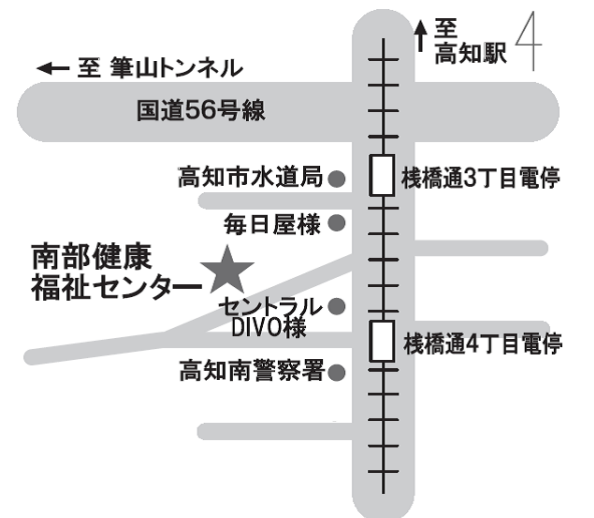 至
高知駅
← 至 筆山トンネル
国道56号線
高知市水道局
桟橋通3丁目電停
毎日屋様
南部健康
福祉センター
セントラル
DIVO様
桟橋通4丁目電停
高知南警察署